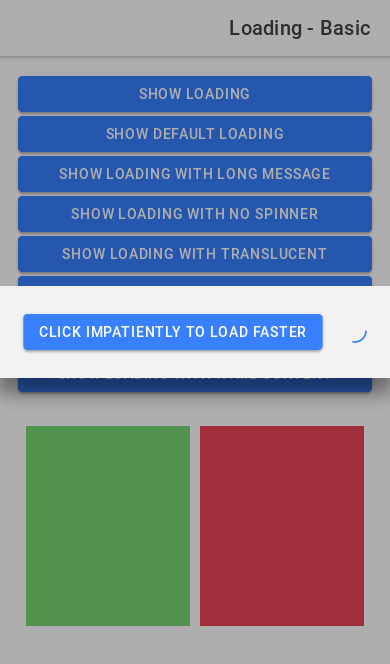 Loading - Basic
SHOW LOADING
SHOW DEFAULT LOADING
SHOW LOADING WITH LONG MESSAGE
SHOW LOADING WITH NO SPINNER
SHOW LOADING WITH TRANSLUCENT
CLICK IMPATIENTLY TO LOAD FASTER